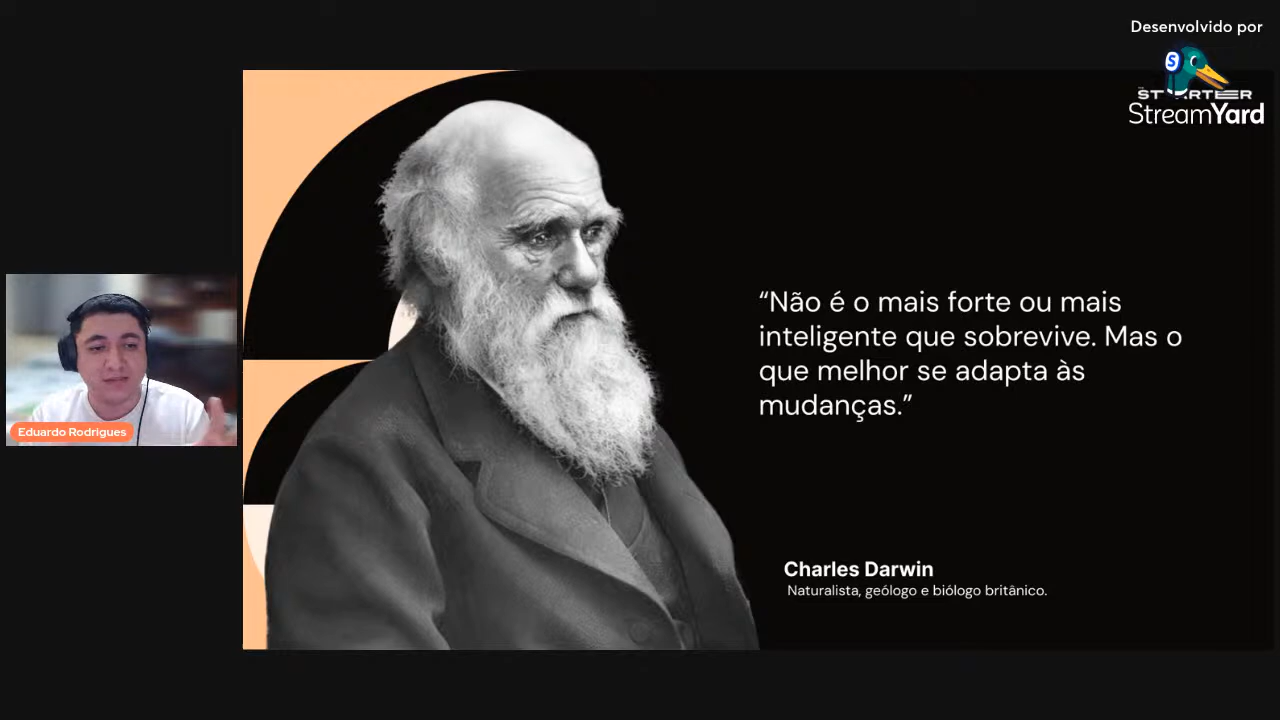 Desenvolvido por
STARTER
StreamYard
“Não é o mais forte ou mais
inteligente que sobrevive. Mas o
que melhor se adapta às
mudanças.”
Eduardo Rodrigues
Charles Darwin
Naturalista, geólogo e biólogo britânico.